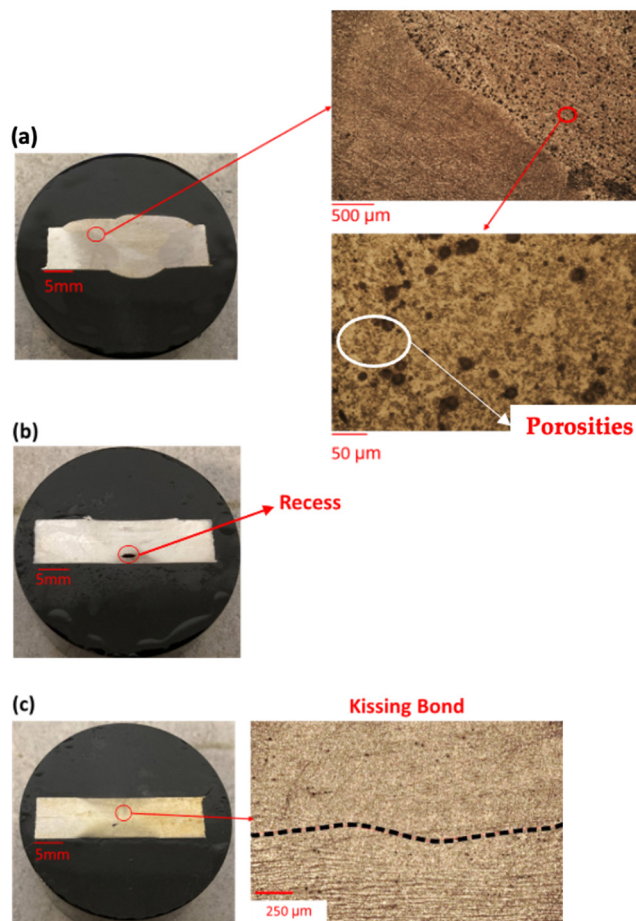 (a)
5mm
500 µm
50 µm
Porosities
(b)
5mm
Recess
(c)
5mm
Kissing Bond
250 µm